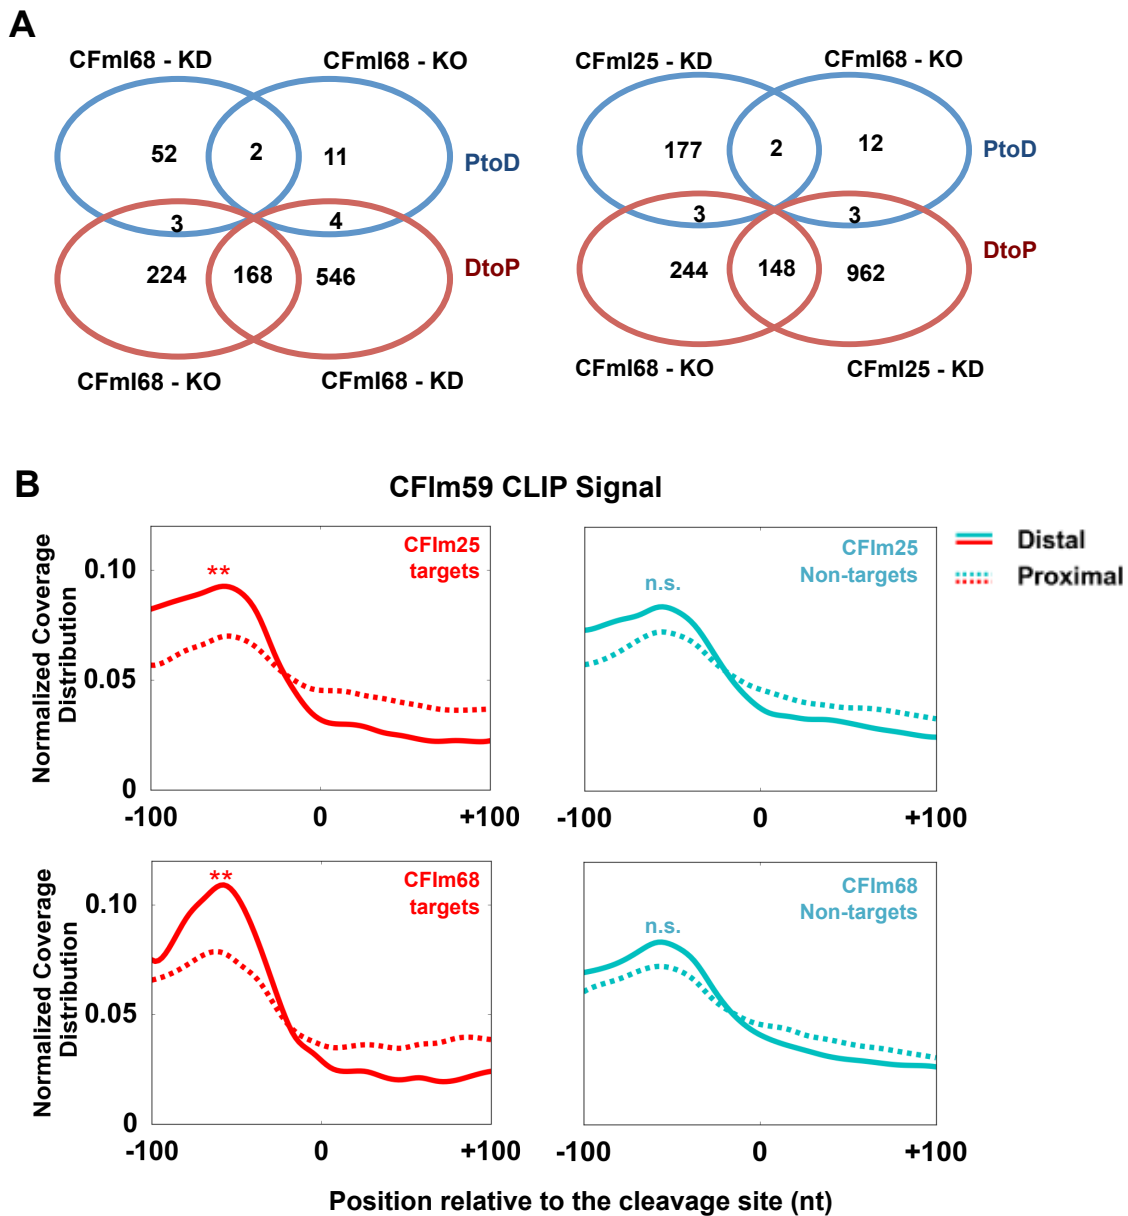 A
CFmI68 - KD
CFmI68 - KO
52
2
11
PtoD
3
4
DtoP
224
168
546
CFmI68 - KO
CFmI68 - KD
CFmI25 - KD
CFmI68 - KO
177
2
12
PtoD
3
3
DtoP
244
148
962
CFmI68 - KO
CFmI25 - KD
B
CFIm59 CLIP Signal
Normalized Coverage
Distribution
0.10
0.05
0
**
CFIm25
targets
-100
0
+100
n.s.
CFIm25
Non-targets
-100
0
+100
Distal
Proximal
Normalized Coverage
Distribution
0.10
0.05
0
**
CFIm68
targets
-100
0
+100
n.s.
CFIm68
Non-targets
-100
0
+100
Position relative to the cleavage site (nt)